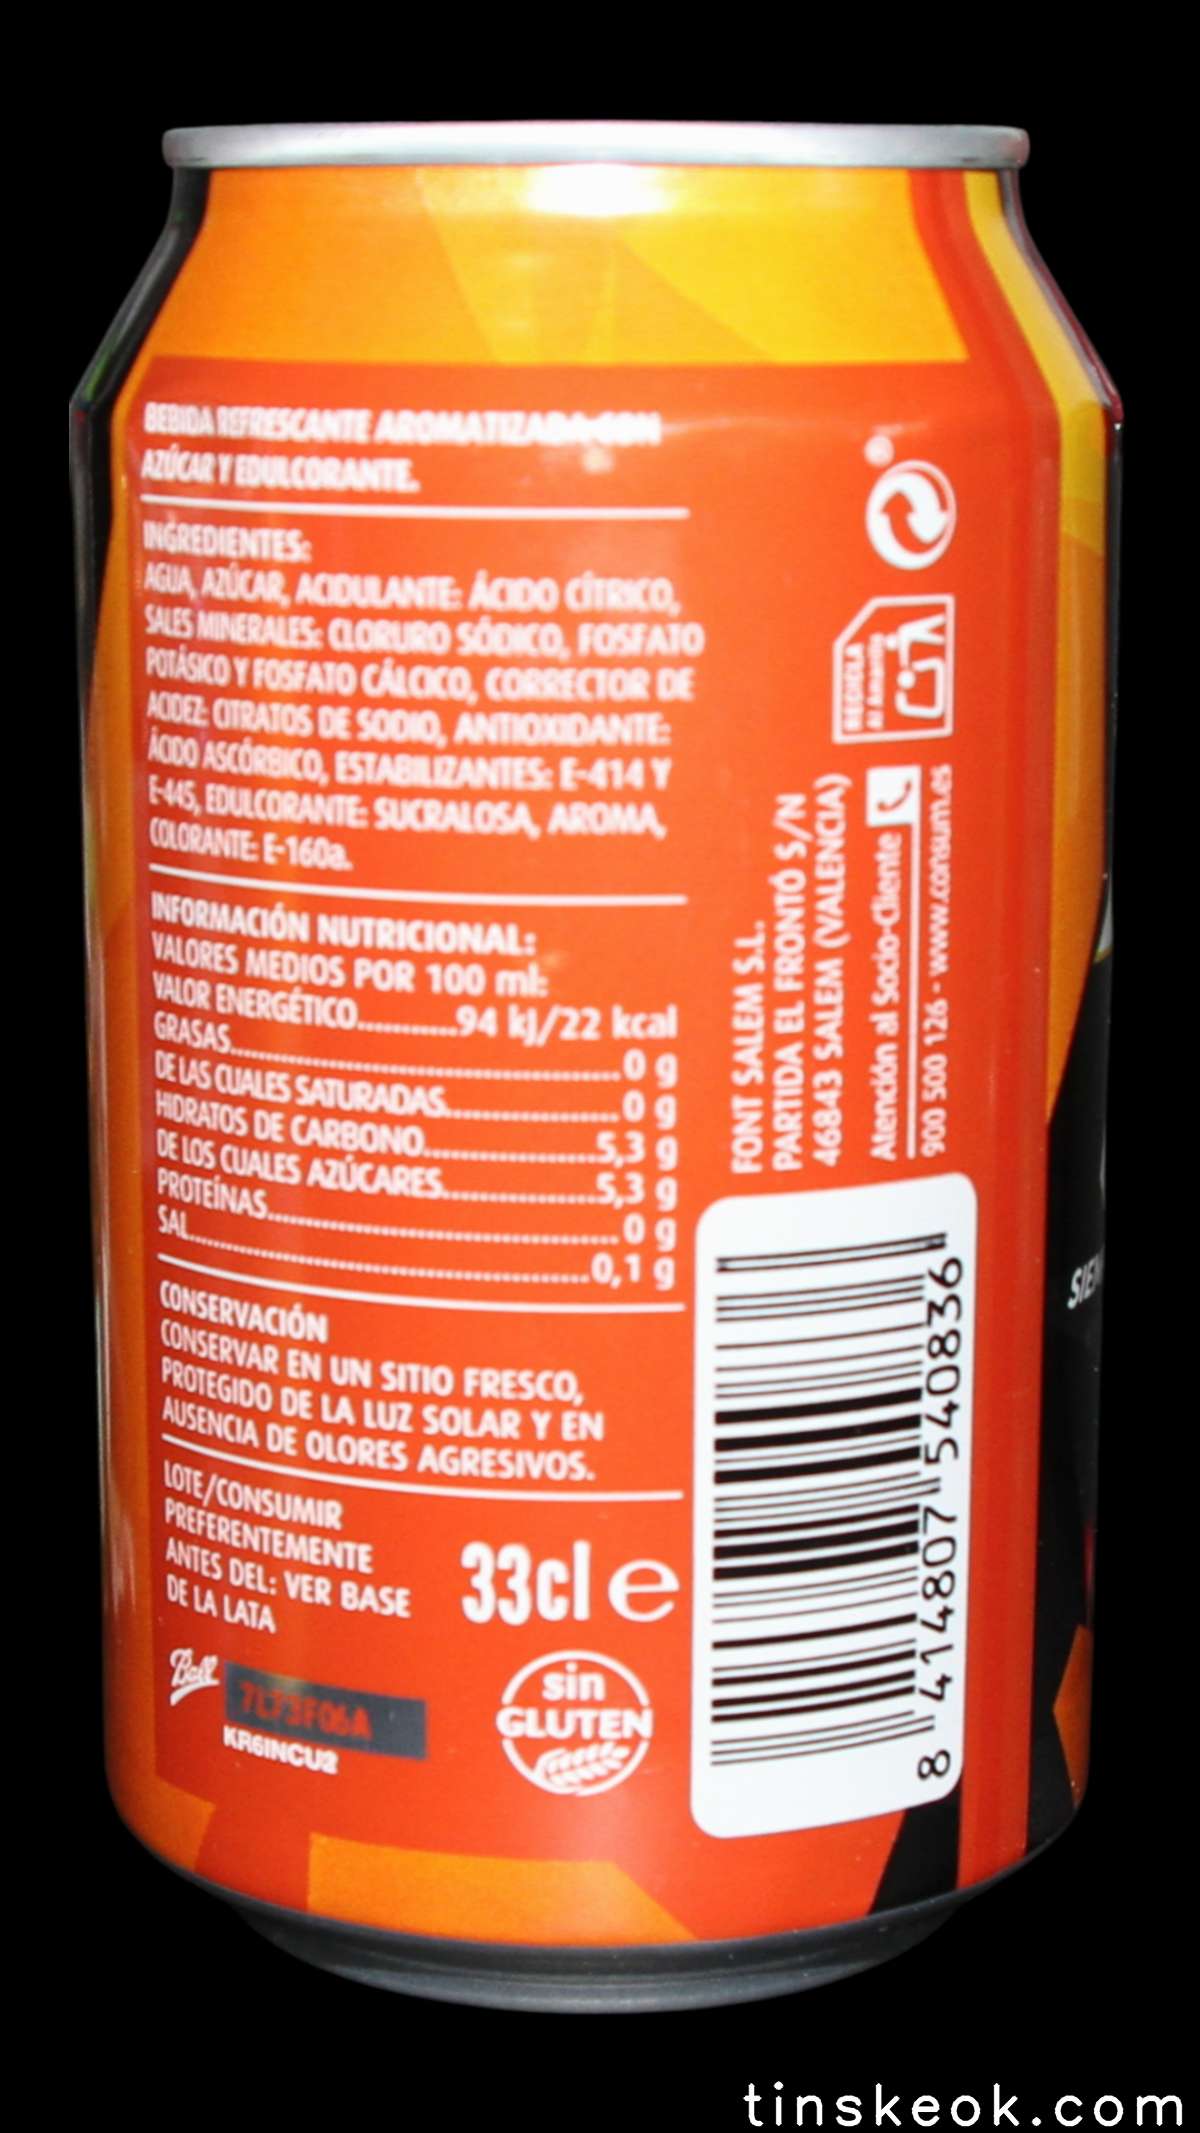 BEBIDA REFRESCANTE AROMATIZADA CON
AZÚCAR Y EDULCORANTE.
INGREDIENTES:
AGUA, AZÚCAR, ACIDULANTE: ÁCIDO CÍTRICO,
SALES MINERALES: CLORURO SÓDICO, FOSFATO
POTÁSICO Y FOSFATO CÁLCICO, CORRECTOR DE
ACIDEZ: CITRATOS DE SODIO, ANTIOXIDANTE:
ÁCIDO ASCÓRBICO, ESTABILIZANTES: E-414 Y
E-445, EDULCORANTE: SUCRALOSA, AROMA,
COLORANTE: E-160a.
INFORMACIÓN NUTRICIONAL:
VALORES MEDIOS POR 100 ml:
VALOR ENERGÉTICO...........94 kj/22 kcal
GRASAS...........0 g
DE LAS CUALES SATURADAS...........0 g
HIDRATOS DE CARBONO...........5,3 g
DE LOS CUALES AZÚCARES...........5,3 g
PROTEÍNAS...........0 g
SAL...........0,1 g
CONSERVACIÓN
CONSERVAR EN UN SITIO FRESCO,
PROTEGIDO DE LA LUZ SOLAR Y EN
AUSENCIA DE OLORES AGRESIVOS.
LOTE/CONSUMIR
PREFERENTEMENTE
ANTES DEL: VER BASE
DE LA LATA
33cl e
Ball
7L73F06A
KR6INCU2
sin
GLUTEN
RECICLA
Al Amarillo
FONT SALEM S.L.
PARTIDA EL FRONTÓ S/N
46843 SALEM (VALENCIA)
Atención al Socio-Cliente
900 500 126 - www.consum.es
8 414807 540836
tinskeok.com